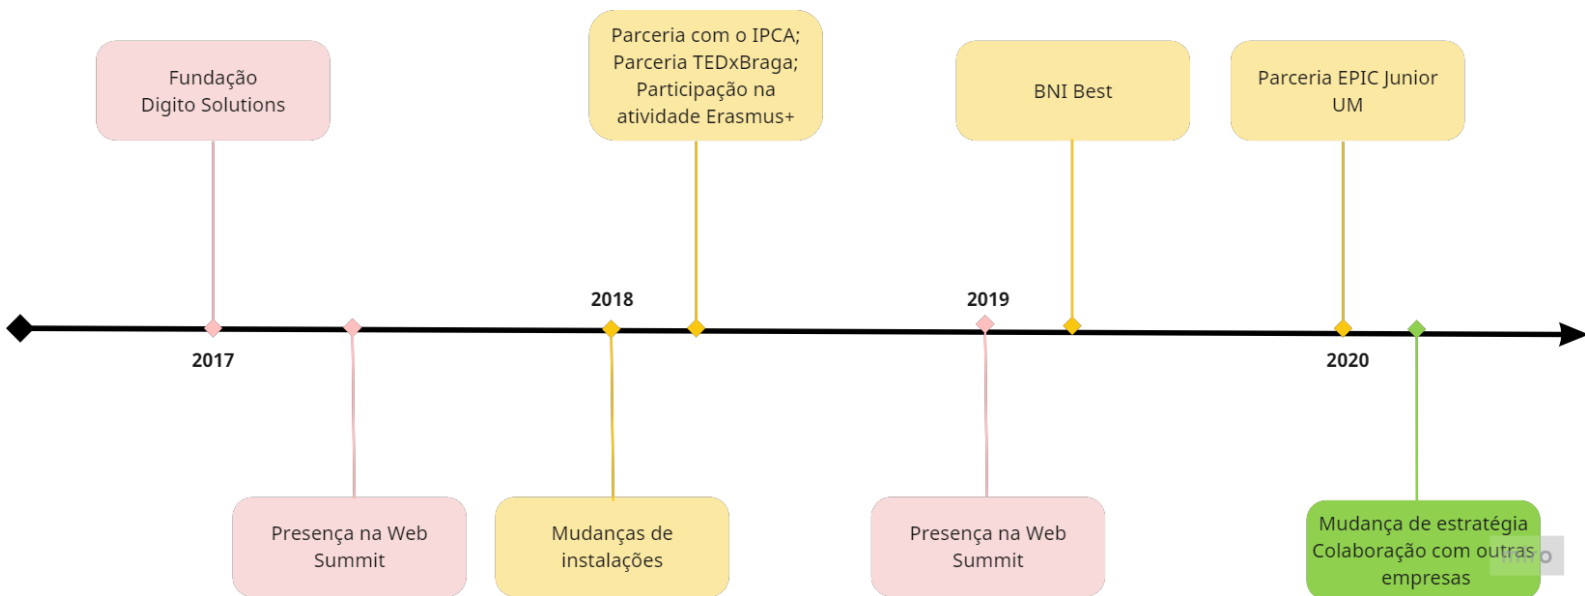 Fundação
Digito Solutions
Parceria com o IPCA;
Parceria TEDxBraga;
Participação na
atividade Erasmus+
BNI Best
Parceria EPIC Junior
UM
2018
2019
2017
2020
Presença na Web
Summit
Mudanças de
instalações
Presença na Web
Summit
Mudança de estratégia
Colaboração com outras
empresas
miro